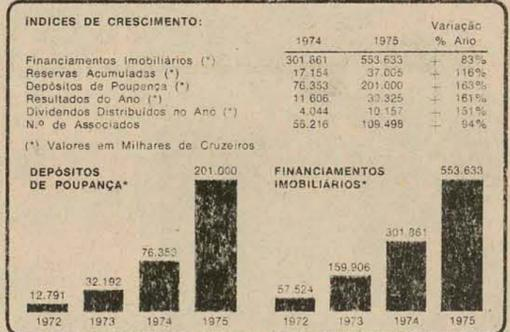 ÍNDICES DE CRESCIMENTO:
Variação
1974 1975 % Ano
Financiamentos Imobiliários (*) 301.861 553.633 + 83%
Reservas Acumuladas (*) 17.154 37.005 + 116%
Depósitos de Poupança (*) 76.353 201.000 + 163%
Resultados do Ano (*) 11.606 30.325 + 161%
Dividendos Distribuídos no Ano (*) 4.044 10.157 + 151%
N.º de Associados 56.216 109.498 + 94%
(*) Valores em Milhares de Cruzeiros
DEPÓSITOS DE POUPANÇA*
201.000
76.353
32.192
12.791
1972 1973 1974 1975
FINANCIAMENTOS IMOBILIÁRIOS*
553.633
301.861
159.906
57.524
1972 1973 1974 1975